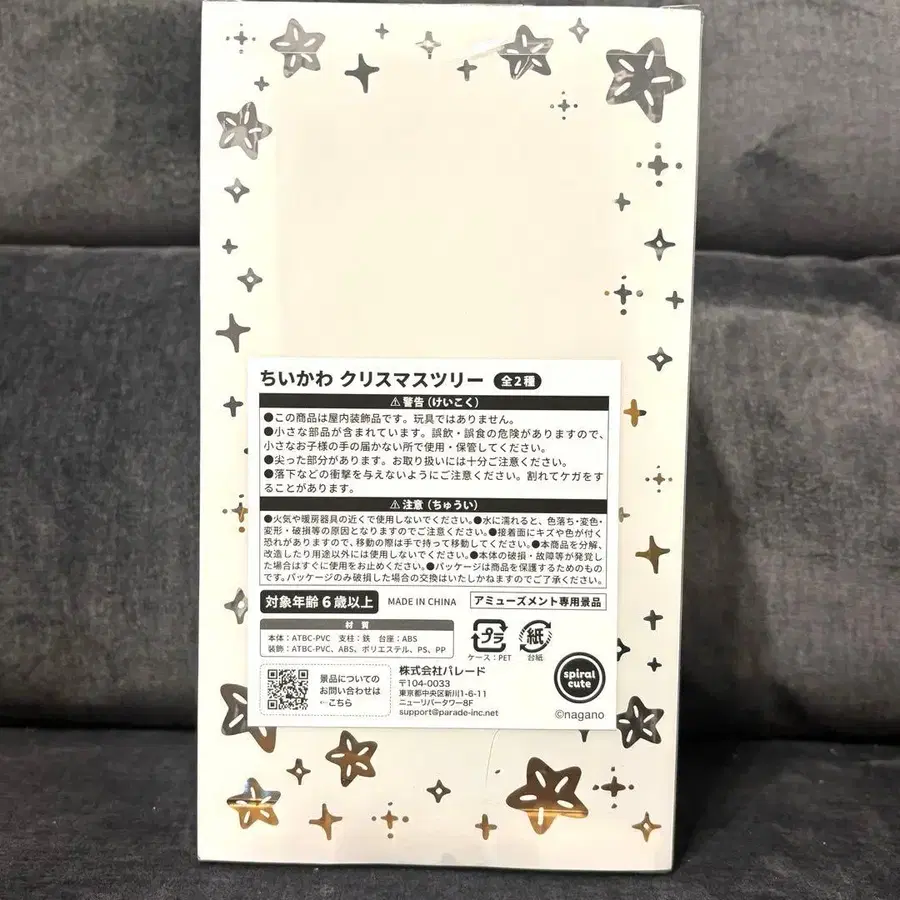 ちいかわ クリスマスツリー 全2種
⚠警告(けいこく)
●この商品は屋内装飾品です。玩具ではありません。
●小さな部品が含まれています。誤飲・誤食の危険がありますので、
小さなお子様の手の届かない所で使用・保管してください。
●尖った部分があります。お取り扱いには十分ご注意ください。
●落下などの衝撃を与えないようにご注意ください。割れてケガをす
ることがあります。
⚠注意(ちゅうい)
●火気や暖房器具の近くで使用しないでください。●水に濡れると、色落ち・変色・
変形・破損等の原因となりますのでご注意ください。●接着面にキズや色が付く
恐れがありますので、移動の際は手で持って移動してください。●本商品を分解、
改造したり用途以外には使用しないでください。●本体の破損・故障等が発覚し
た場合はすぐに使用をお止めください。●パッケージは商品を保護するためのもの
です。パッケージのみ破損した場合の交換はいたしかねますのでご了承ください。
対象年齢6歳以上 MADE IN CHINA アミューズメント専用景品
材質
本体:ATBC-PVC 支柱:鉄 台座:ABS
装飾:ATBC-PVC、ABS、ポリエステル、PS、PP
プラ
ケース:PET
紙
台紙
景品についての
お問い合わせは
←こちら
株式会社パレード
〒104-0033
東京都中央区新川1-6-11
ニューリバータワー8F
support@parade-inc.net
spiral
cute
©nagano